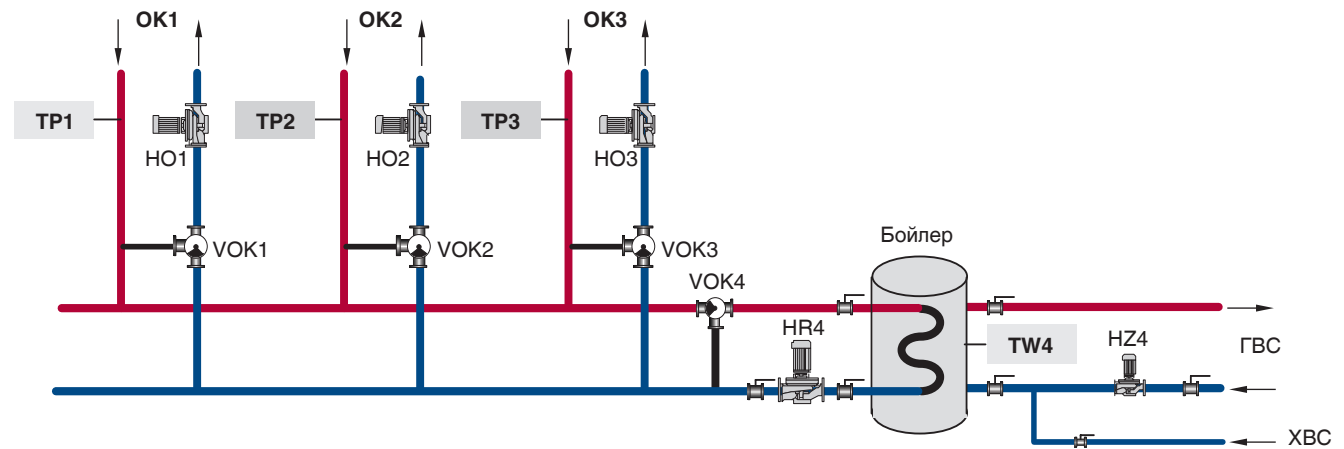 OK1
OK2
OK3
TP1
TP2
TP3
HO1
HO2
HO3
VOK1
VOK2
VOK3
Бойлер
VOK4
HR4
TW4
HZ4
ГВС
ХВС